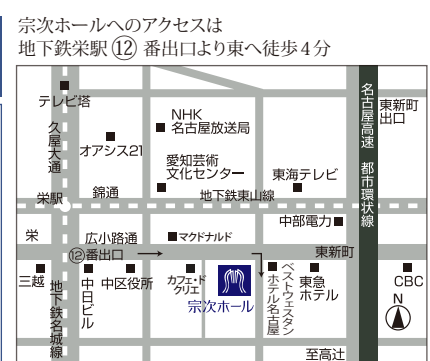 宗次ホールへのアクセスは
地下鉄栄駅⑫番出口より東へ徒歩4分
テレビ塔
久屋大通
オアシス21
NHK
名古屋放送局
愛知芸術
文化センター
東海テレビ
名古屋高速 都市環状線
東新町
出口
栄駅
錦通
地下鉄東山線
中部電力
栄
広小路通
マクドナルド
東新町
⑫番出口
三越
地下鉄名城線
中日ビル
中区役所
カフェ・ド
クリエ
宗次ホール
ベストウェスタン
ホテル名古屋
東急
ホテル
CBC
N
至高辻